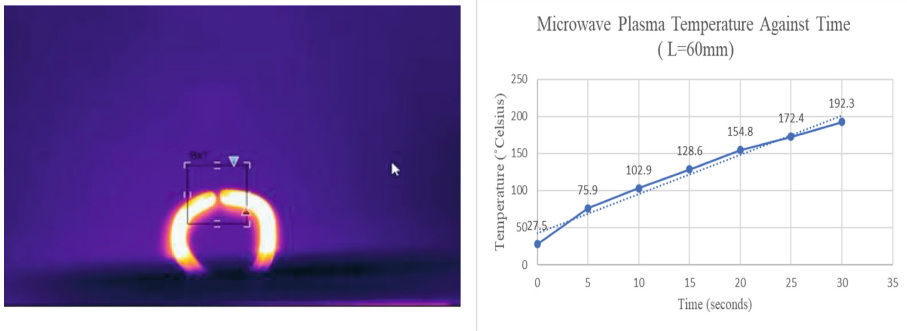 Bx1
Microwave Plasma Temperature Against Time
( L=60mm)
Temperature (˚Celsius)
250
200
150
100
50
0
27.5
75.9
102.9
128.6
154.8
172.4
192.3
0 5 10 15 20 25 30 35
Time (seconds)